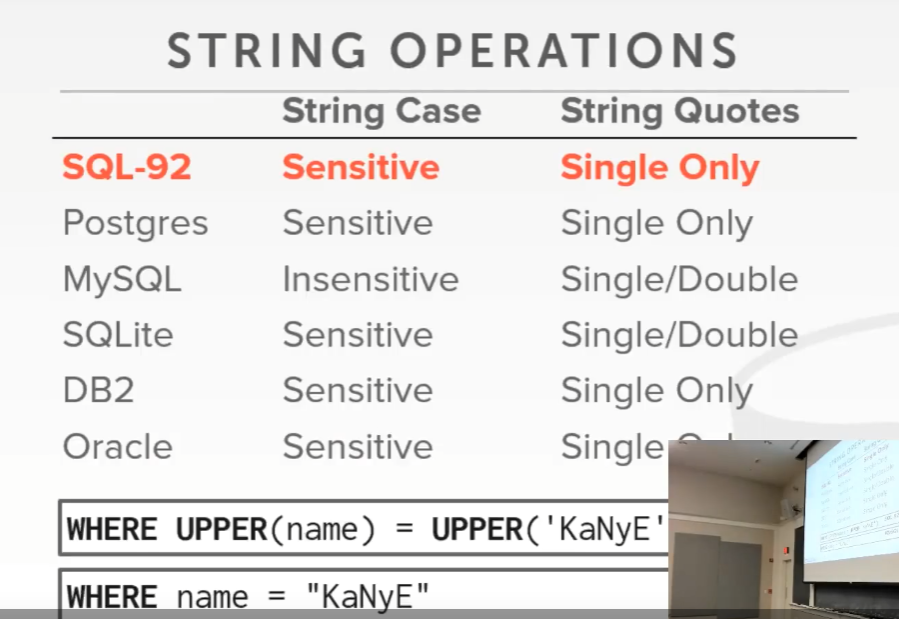 STRING OPERATIONS
String Case String Quotes
SQL-92 Sensitive Single Only
Postgres Sensitive Single Only
MySQL Insensitive Single/Double
SQLite Sensitive Single/Double
DB2 Sensitive Single Only
Oracle Sensitive Single
WHERE UPPER(name) = UPPER('KaNyE'
WHERE name = "KaNyE"